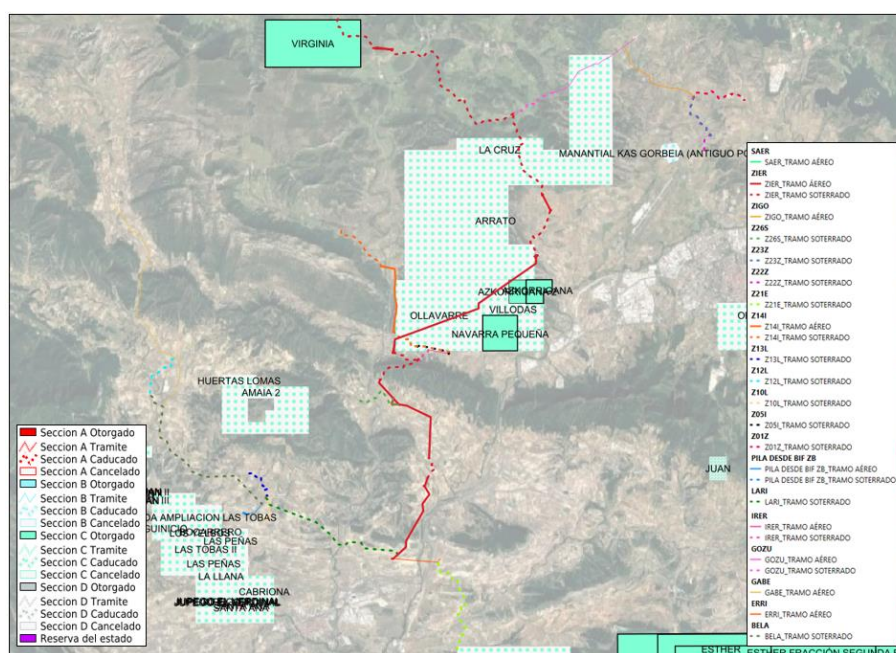 VIRGINIA
LA CRUZ
MANANTIAL KAS GORBEIA (ANTIGUO PO
ARRATO
AZKORRIGANA
OLLAVARRE
VILLODAS
NAVARRA PEQUEÑA
HUERTAS LOMAS
AMAIA 2
JUAN
DA AMPLIACION LAS TOBAS
LAS PEÑAS
LAS TOBAS II
LAS PEÑAS
LA LLANA
CABRIONA
SANTA ANA
ESTHER
ESTHER FRACCIÓN SEGUNDA
Seccion A Otorgado
Seccion A Tramite
Seccion A Caducado
Seccion A Cancelado
Seccion B Otorgado
Seccion B Tramite
Seccion B Caducado
Seccion B Cancelado
Seccion C Otorgado
Seccion C Tramite
Seccion C Caducado
Seccion C Cancelado
Seccion D Otorgado
Seccion D Tramite
Seccion D Caducado
Seccion D Cancelado
Reserva del estado
SAER
SAER_TRAMO AÉREO
ZIER
ZIER_TRAMO ÁEREO
ZIER_TRAMO SOTERRADO
ZIGO
ZIGO_TRAMO AÉREO
Z26S
Z26S_TRAMO SOTERRADO
Z23Z
Z23Z_TRAMO SOTERRADO
Z22Z
Z22Z_TRAMO SOTERRADO
Z21E
Z21E_TRAMO SOTERRADO
Z14I
Z14I_TRAMO AÉREO
Z14I_TRAMO SOTERRADO
Z13L
Z13L_TRAMO SOTERRADO
Z12L
Z12L_TRAMO SOTERRADO
Z10L
Z10L_TRAMO SOTERRADO
Z05I
Z05I_TRAMO SOTERRADO
Z01Z
Z01Z_TRAMO SOTERRADO
PILA DESDE BIF ZB
PILA DESDE BIF ZB_TRAMO AÉREO
PILA DESDE BIF ZB_TRAMO SOTERRADO
LARI
LARI_TRAMO SOTERRADO
IRER
IRER_TRAMO AÉREO
IRER_TRAMO SOTERRADO
GOZU
GOZU_TRAMO AÉREO
GOZU_TRAMO SOTERRADO
GABE
GABE_TRAMO AÉREO
ERRI
ERRI_TRAMO AÉREO
BELA
BELA_TRAMO SOTERRADO